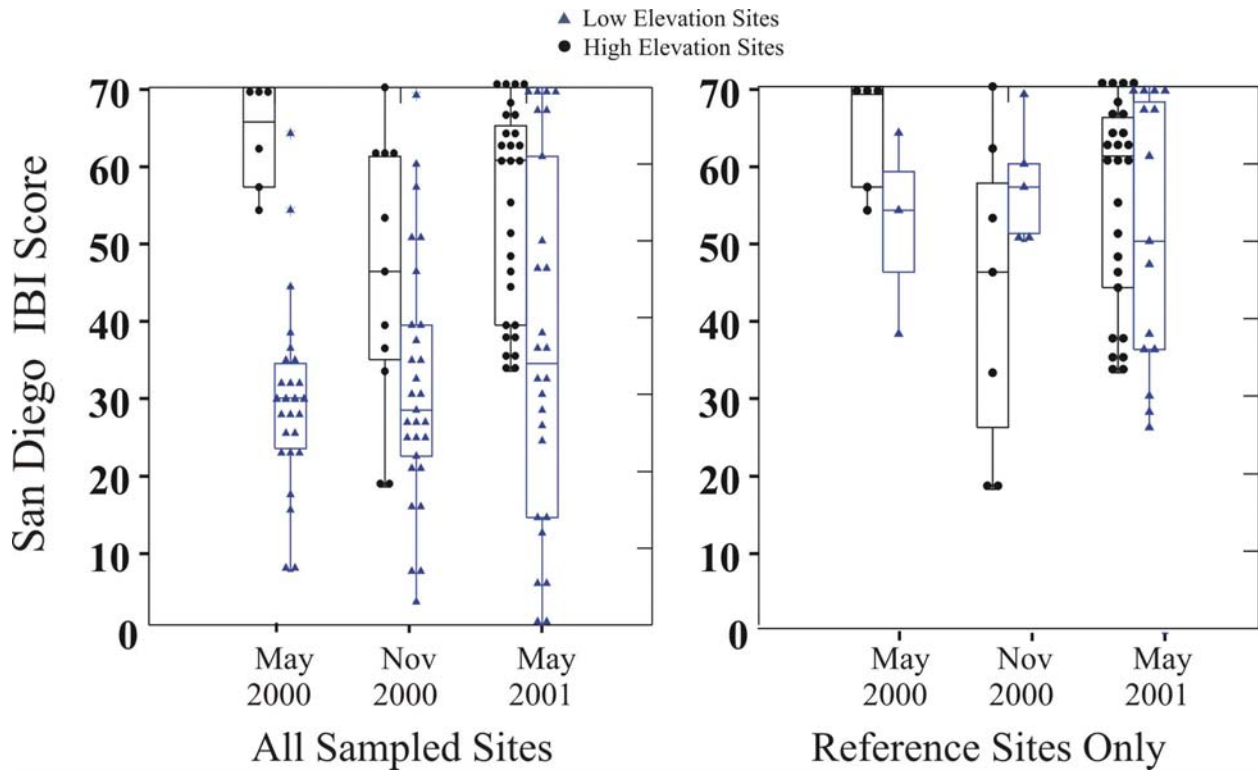 Low Elevation Sites
High Elevation Sites
San Diego IBI Score
70
60
50
40
30
20
10
0
May
2000
Nov
2000
May
2001
All Sampled Sites
70
60
50
40
30
20
10
0
May
2000
Nov
2000
May
2001
Reference Sites Only